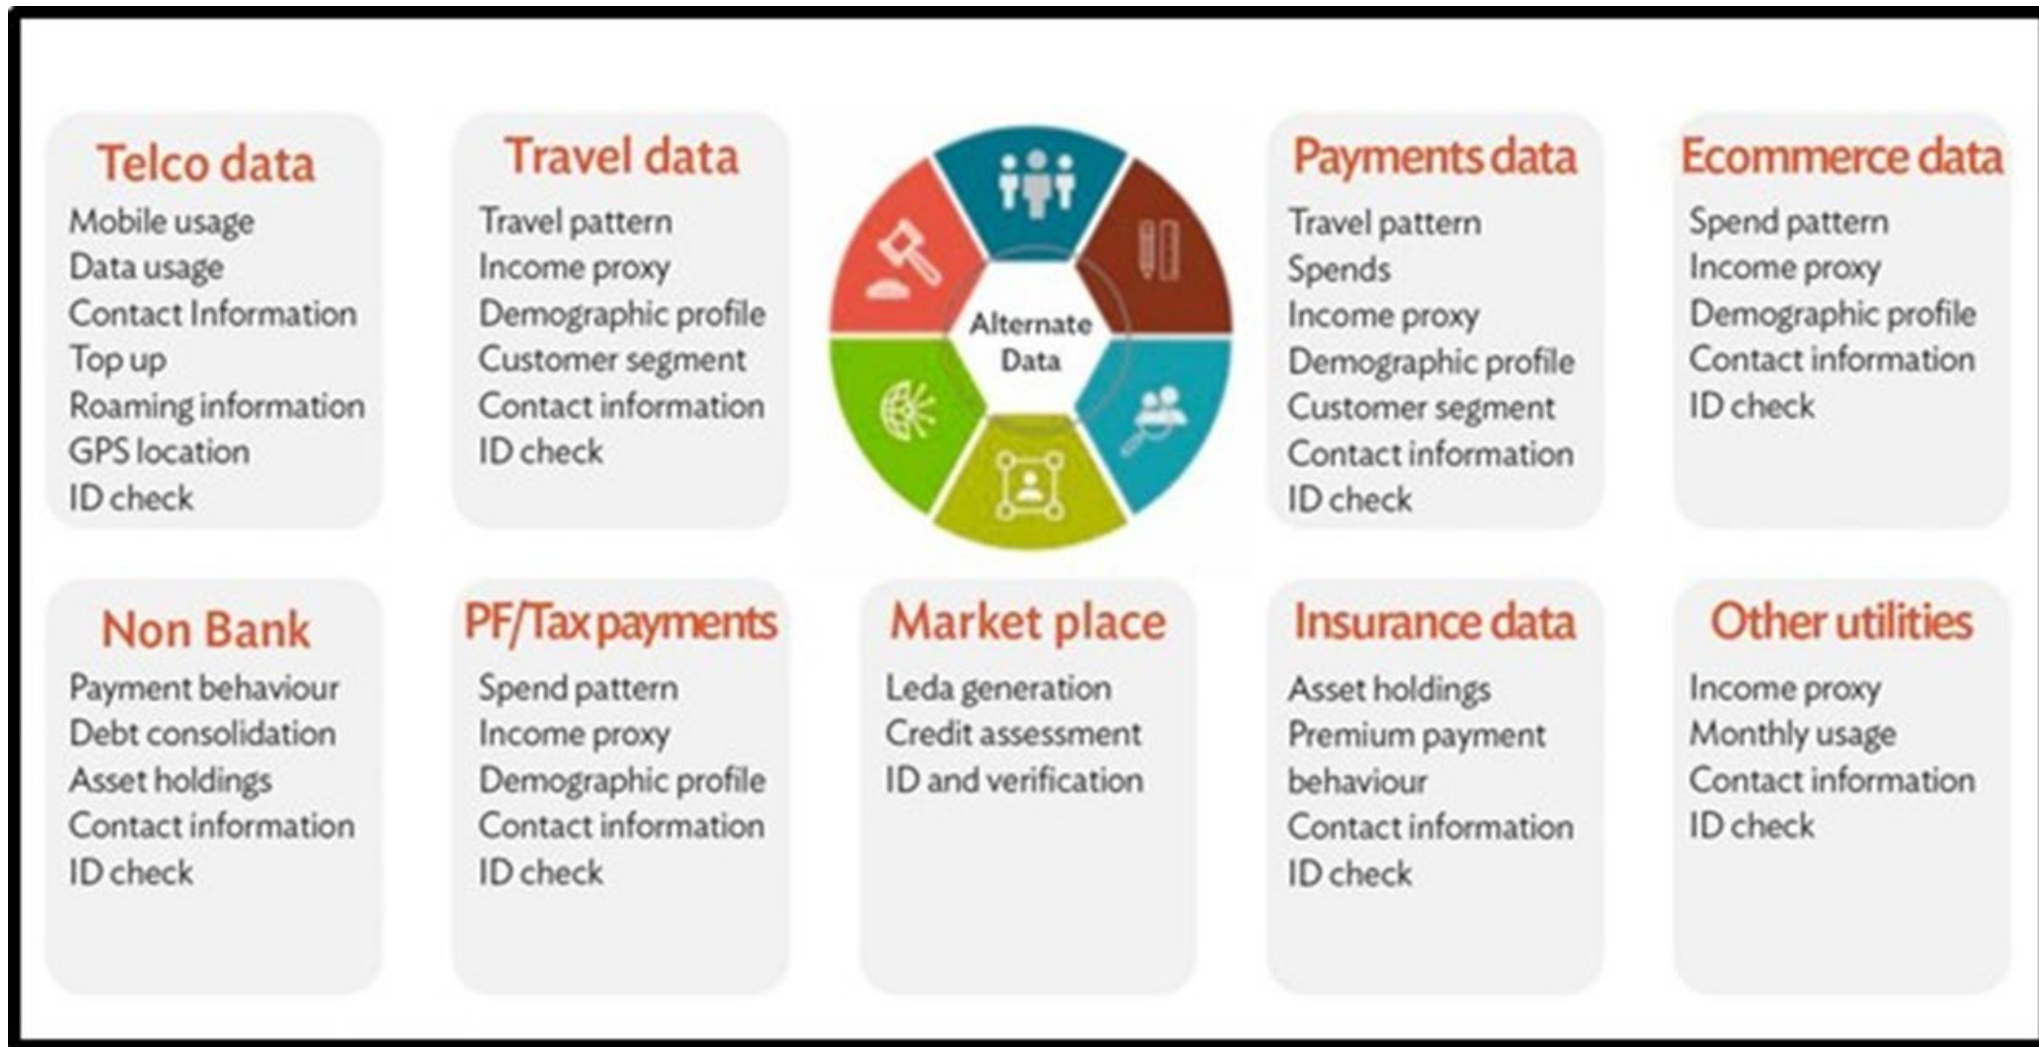 Telco data
Mobile usage
Data usage
Contact Information
Top up
Roaming information
GPS location
ID check
Travel data
Travel pattern
Income proxy
Demographic profile
Customer segment
Contact information
ID check
Alternate
Data
Payments data
Travel pattern
Spends
Income proxy
Demographic profile
Customer segment
Contact information
ID check
Ecommerce data
Spend pattern
Income proxy
Demographic profile
Contact information
ID check
Non Bank
Payment behaviour
Debt consolidation
Asset holdings
Contact information
ID check
PF/Tax payments
Spend pattern
Income proxy
Demographic profile
Contact information
ID check
Market place
Leda generation
Credit assessment
ID and verification
Insurance data
Asset holdings
Premium payment
behaviour
Contact information
ID check
Other utilities
Income proxy
Monthly usage
Contact information
ID check